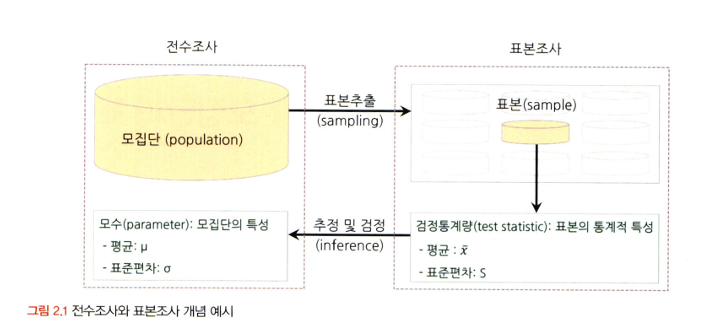 전수조사
표본조사
모집단 (population)
표본추출
(sampling)
표본(sample)
모수(parameter): 모집단의 특성
- 평균: μ
- 표준편차: σ
추정 및 검정
(inference)
검정통계량(test statistic): 표본의 통계적 특성
- 평균 : x̄
- 표준편차: S
그림 2.1 전수조사와 표본조사 개념 예시